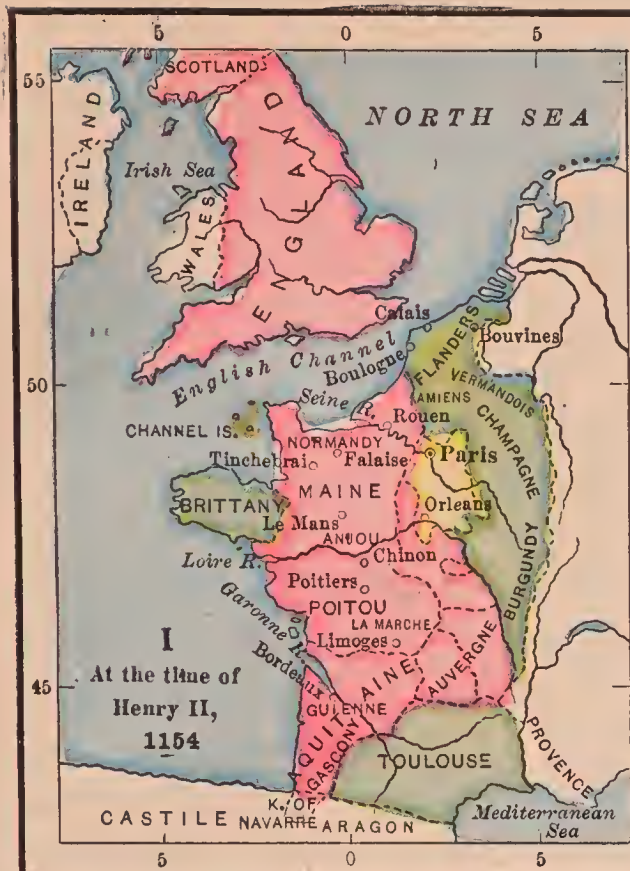 5 0 5
55
SCOTLAND
NORTH SEA
IRELAND
Irish Sea
WALES
ENGLAND
Calais
English Channel
Boulogne
FLANDERS
Bouvines
50
VERMANDOIS
AMIENS
Seine R.
Rouen
CHAMPAGNE
CHANNEL IS.
NORMANDY
Tinchebrai
Falaise
Paris
MAINE
BRITTANY
Orleans
Le Mans
ANJOU
Chinon
Loire R.
BURGUNDY
Poitiers
Garonne R.
POITOU
LA MARCHE
Limoges
AUVERGNE
I
At the time of
Henry II,
1154
45
Bordeaux
GUIENNE
AQUITAINE
GASCONY
TOULOUSE
PROVENCE
K. OF
NAVARRE
CASTILE
ARAGON
Mediterranean
Sea
5 0 5